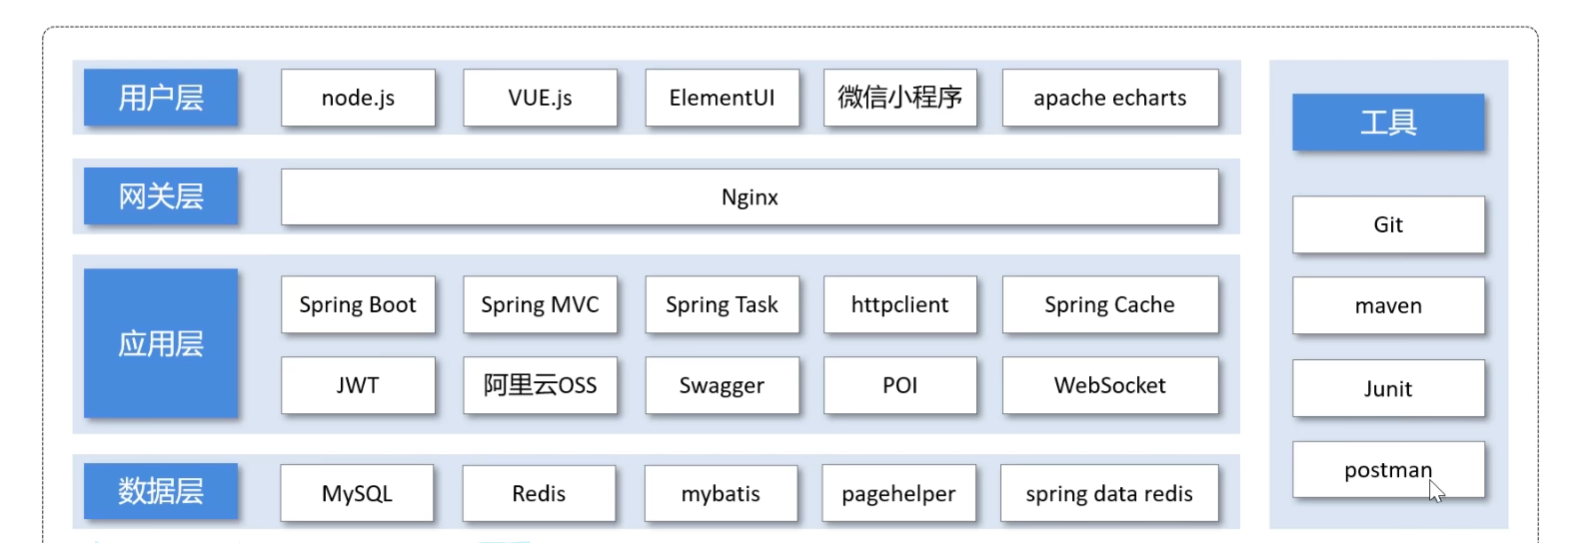 用户层
node.js
VUE.js
ElementUI
微信小程序
apache echarts
网关层
Nginx
应用层
Spring Boot
Spring MVC
Spring Task
httpclient
Spring Cache
JWT
阿里云OSS
Swagger
POI
WebSocket
数据层
MySQL
Redis
mybatis
pagehelper
spring data redis
工具
Git
maven
Junit
postman